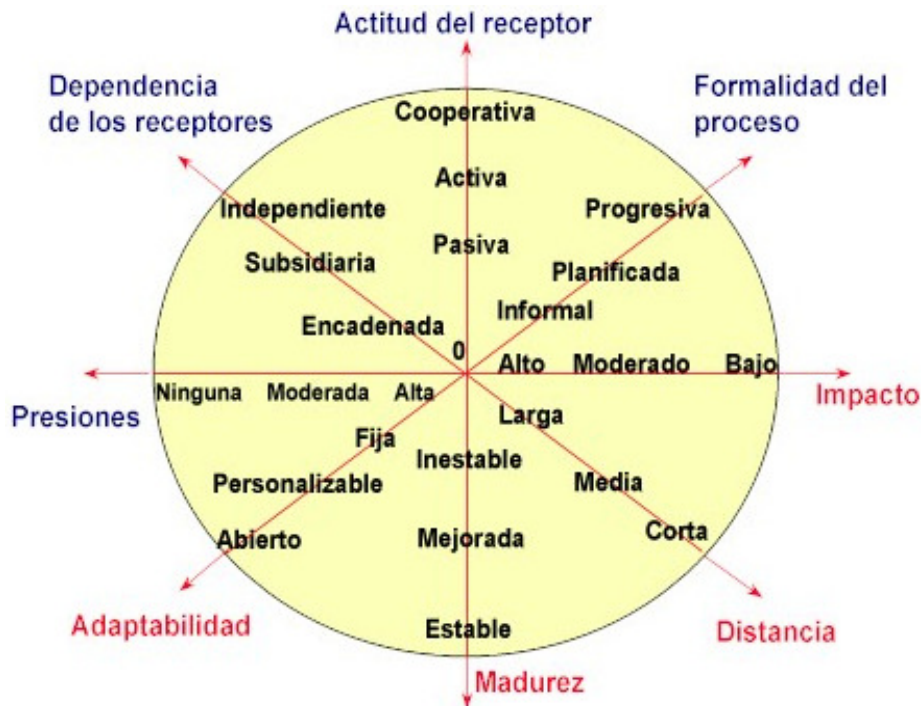 Actitud del receptor
Dependencia
de los receptores
Formalidad del
proceso
Cooperativa
Activa
Independiente
Progresiva
Pasiva
Subsidiaria
Planificada
Informal
Encadenada
0
Alto Moderado Bajo
Ninguna Moderada Alta
Impacto
Presiones
Larga
Fija
Inestable
Personalizable
Media
Abierto
Mejorada
Corta
Adaptabilidad
Estable
Distancia
Madurez